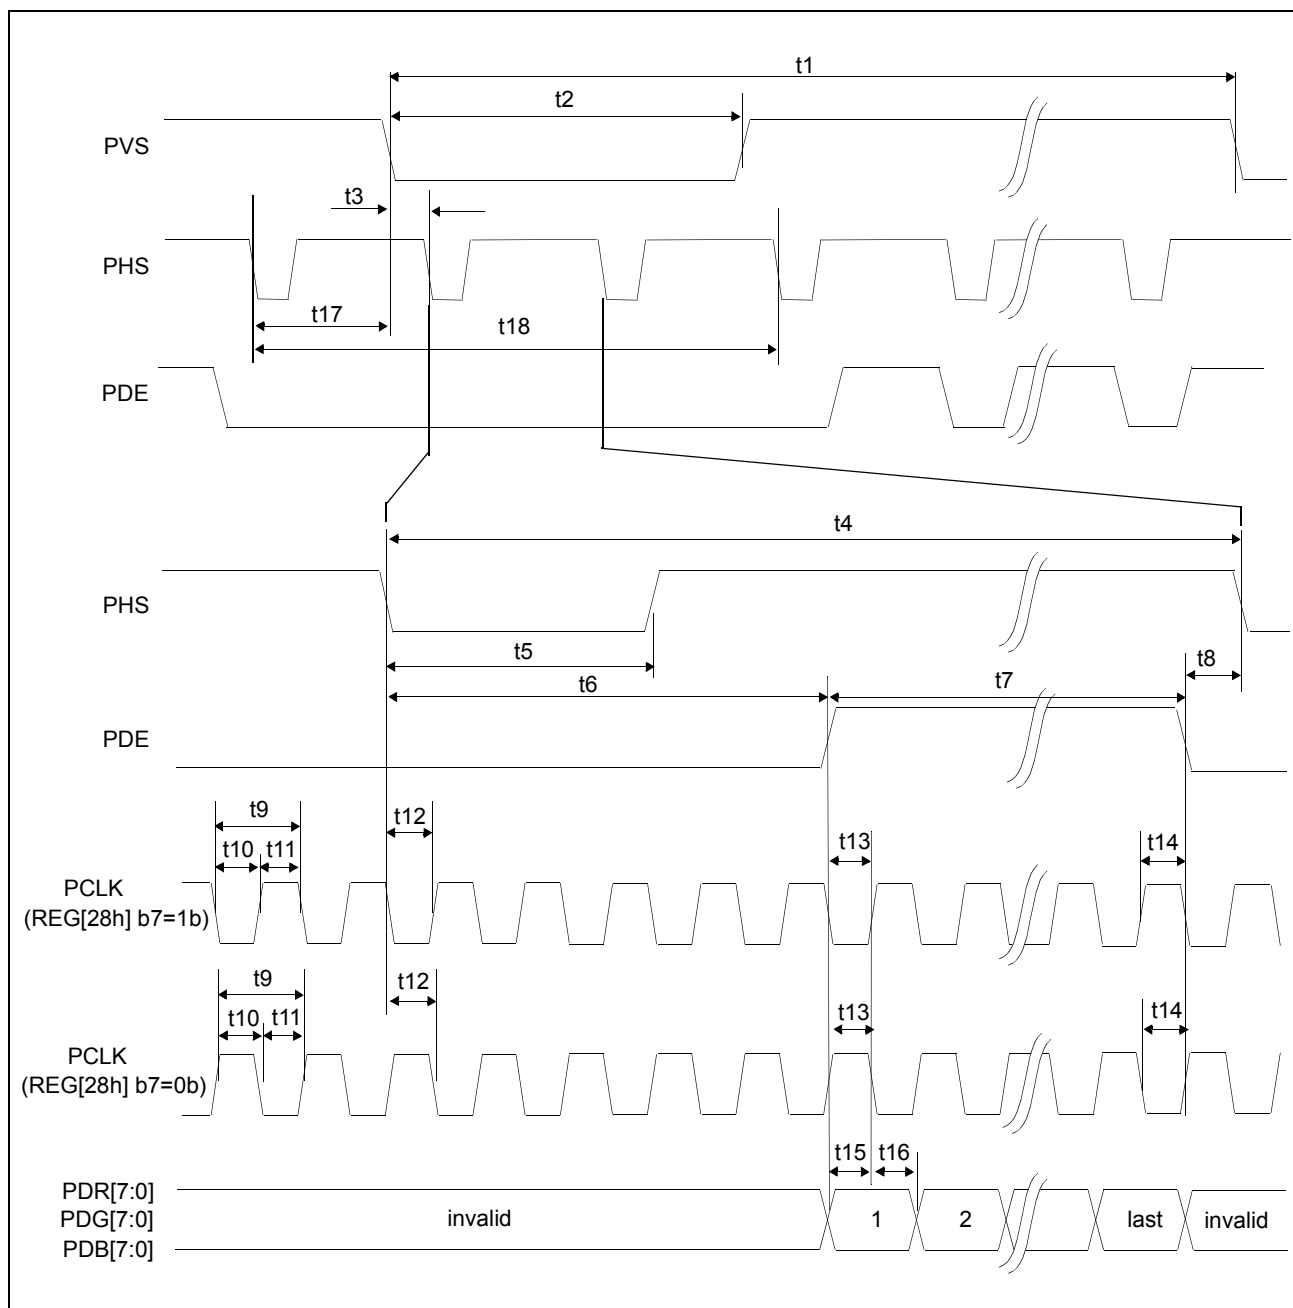 t1
t2
PVS
t3
PHS
t17
t18
PDE
t4
PHS
t5
t8
t6
t7
PDE
t9
t12
t10
t11
t13
t14
PCLK
(REG[28h] b7=1b)
t9
t12
t10
t11
t13
t14
PCLK
(REG[28h] b7=0b)
t15
t16
PDR[7:0]
PDG[7:0]
invalid
1
2
last
invalid
PDB[7:0]